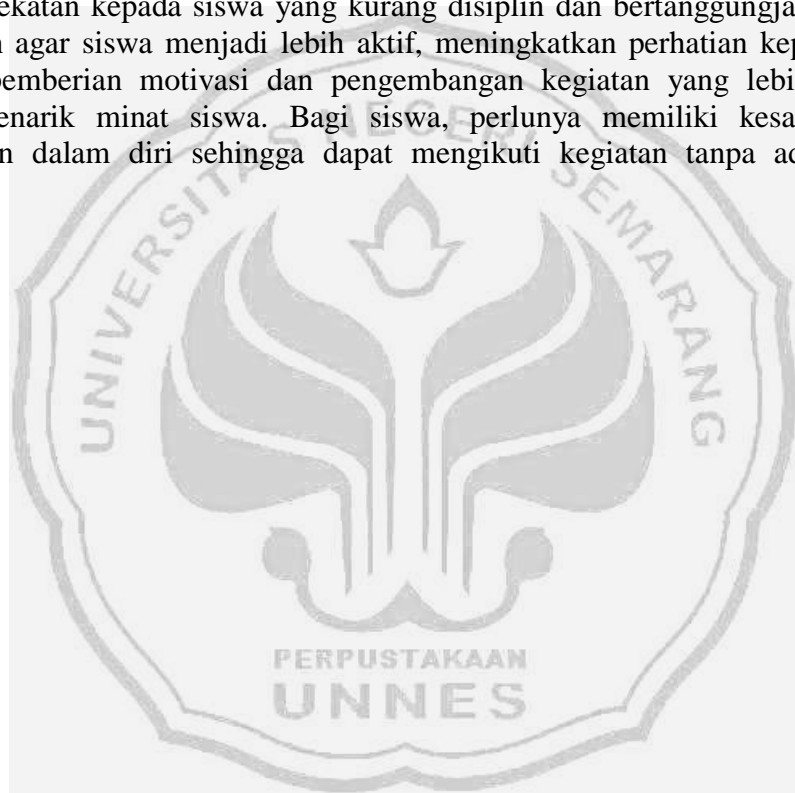 ekatan kepada siswa yang kurang disiplin dan bertanggungja
agar siswa menjadi lebih aktif, meningkatkan perhatian kep
pemberian motivasi dan pengembangan kegiatan yang lebi
enarik minat siswa. Bagi siswa, perlunya memiliki kesa
n dalam diri sehingga dapat mengikuti kegiatan tanpa ad
UNIVERSITAS NEGERI SEMARANG
PERPUSTAKAAN
UNNES